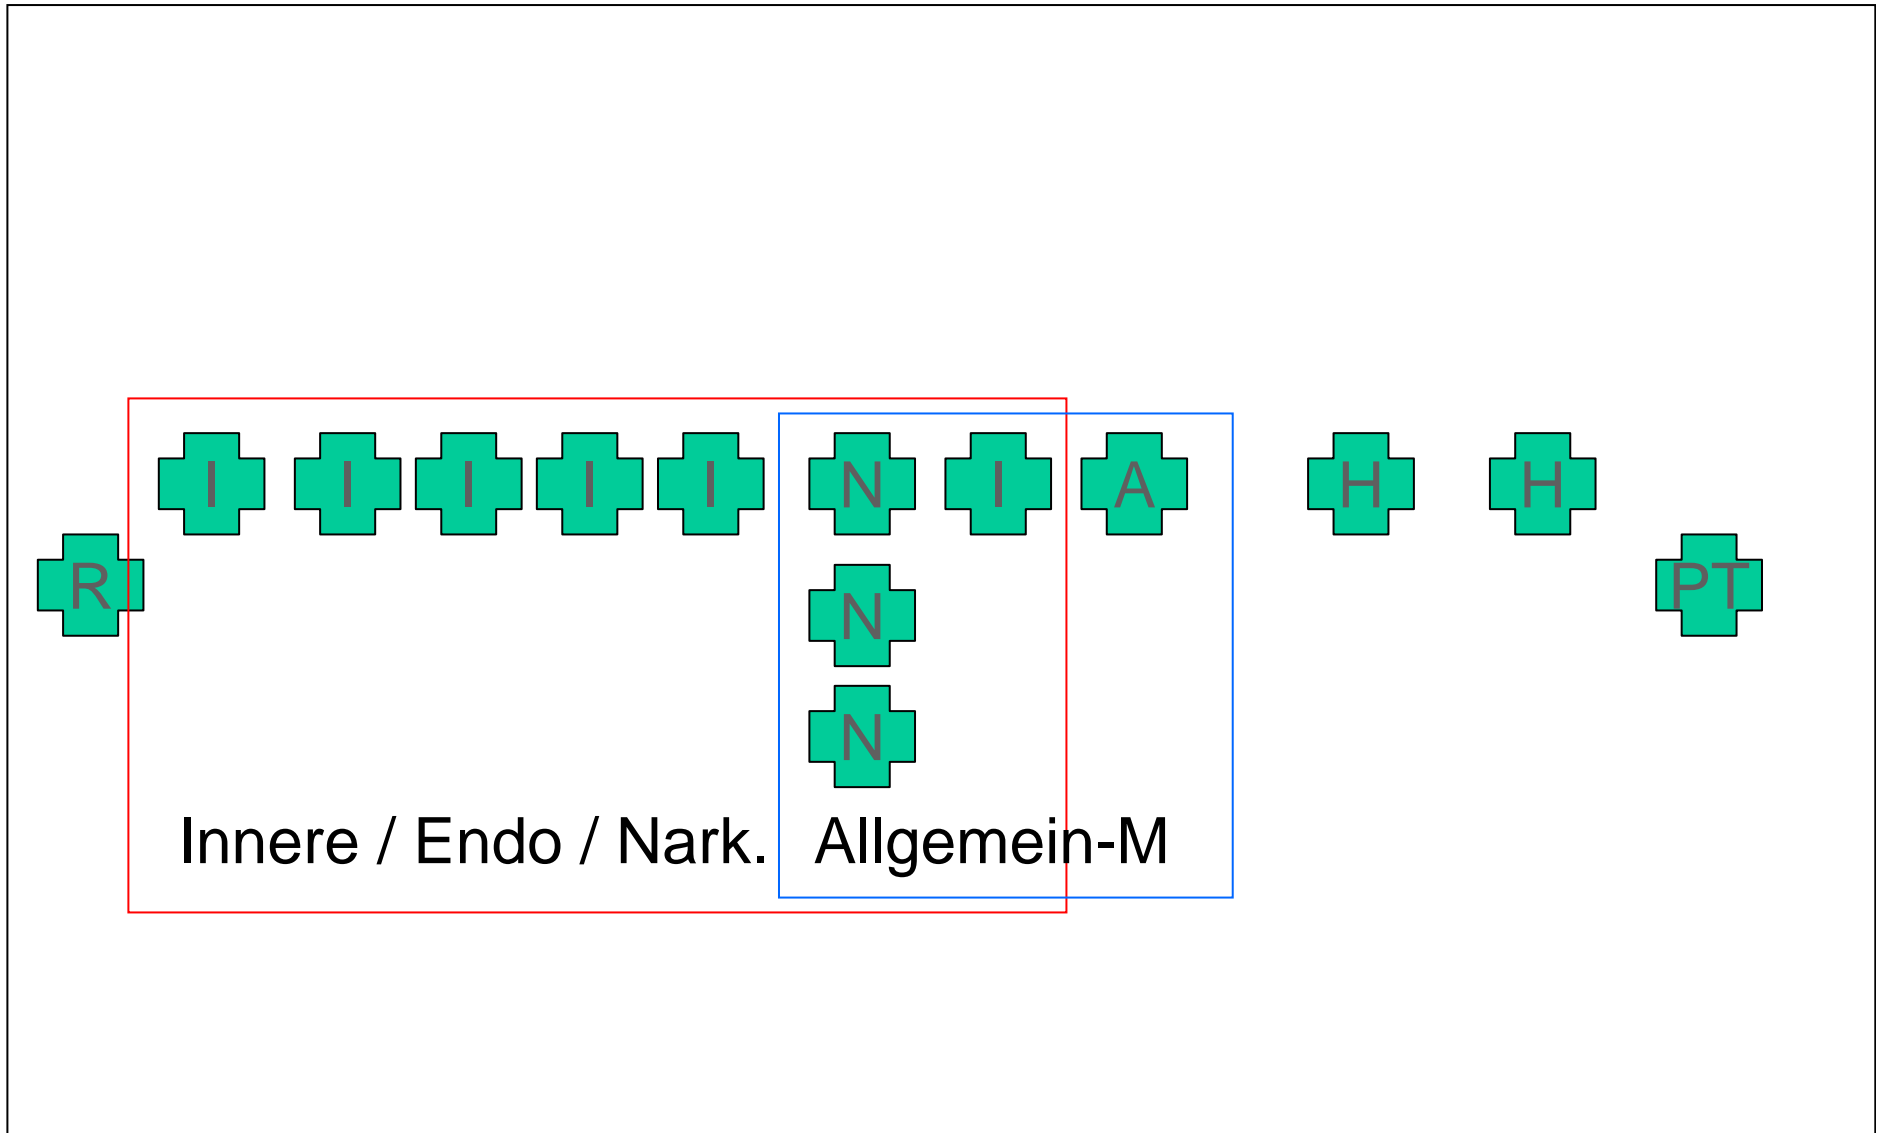 I I I I I N I A H H
R N PT
N
Innere / Endo / Nark. Allgemein-M